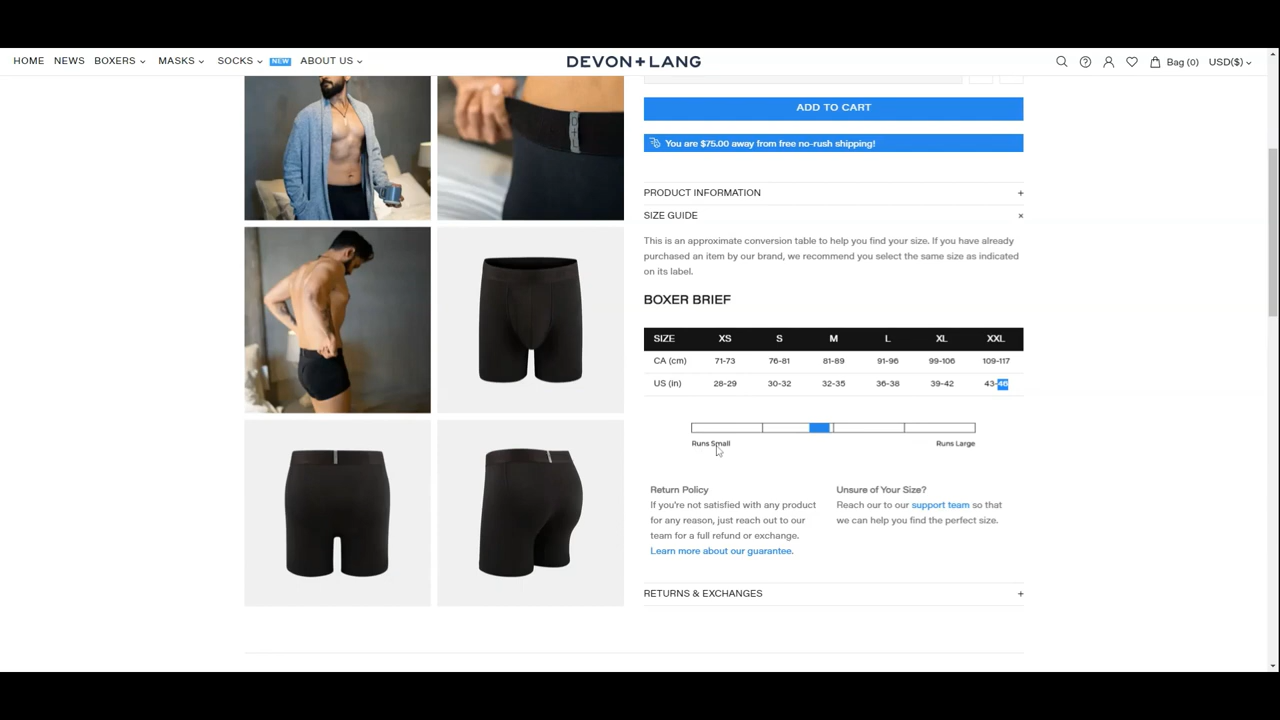 HOME NEWS BOXERS MASKS SOCKS NEW ABOUT US
DEVON+LANG
Bag (0) USD($)
ADD TO CART
You are $75.00 away from free no-rush shipping!
PRODUCT INFORMATION +
SIZE GUIDE ×
This is an approximate conversion table to help you find your size. If you have already
purchased an item by our brand, we recommend you select the same size as indicated
on its label.
BOXER BRIEF
SIZE XS S M L XL XXL
CA (cm) 71-73 76-81 81-89 91-96 99-106 109-117
US (in) 28-29 30-32 32-35 36-38 39-42 43-46
Runs Small Runs Large
Return Policy
If you're not satisfied with any product
for any reason, just reach out to our
team for a full refund or exchange.
Learn more about our guarantee.
Unsure of Your Size?
Reach our to our support team so that
we can help you find the perfect size.
RETURNS & EXCHANGES +